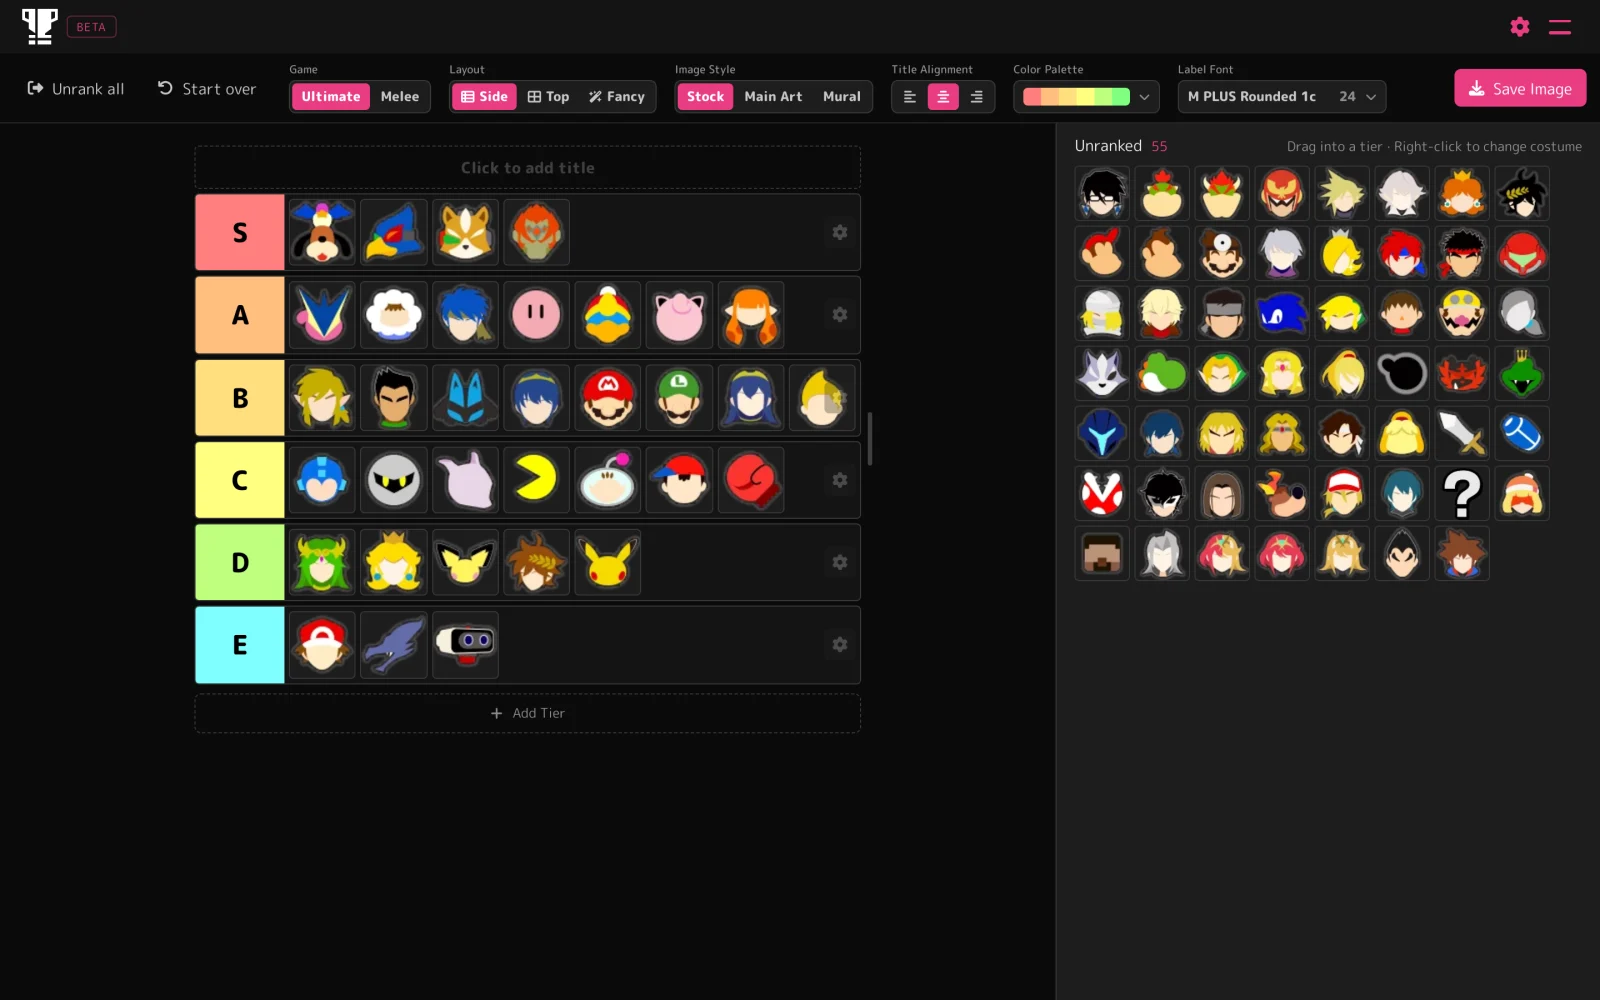 BETA
Unrank all
Start over
Game
Ultimate
Melee
Layout
Side
Top
Fancy
Image Style
Stock
Main Art
Mural
Title Alignment
Color Palette
Label Font
M PLUS Rounded 1c 24
Save Image
Click to add title
S
A
B
C
D
E
Add Tier
Unranked 55
Drag into a tier · Right-click to change costume
M
L
?